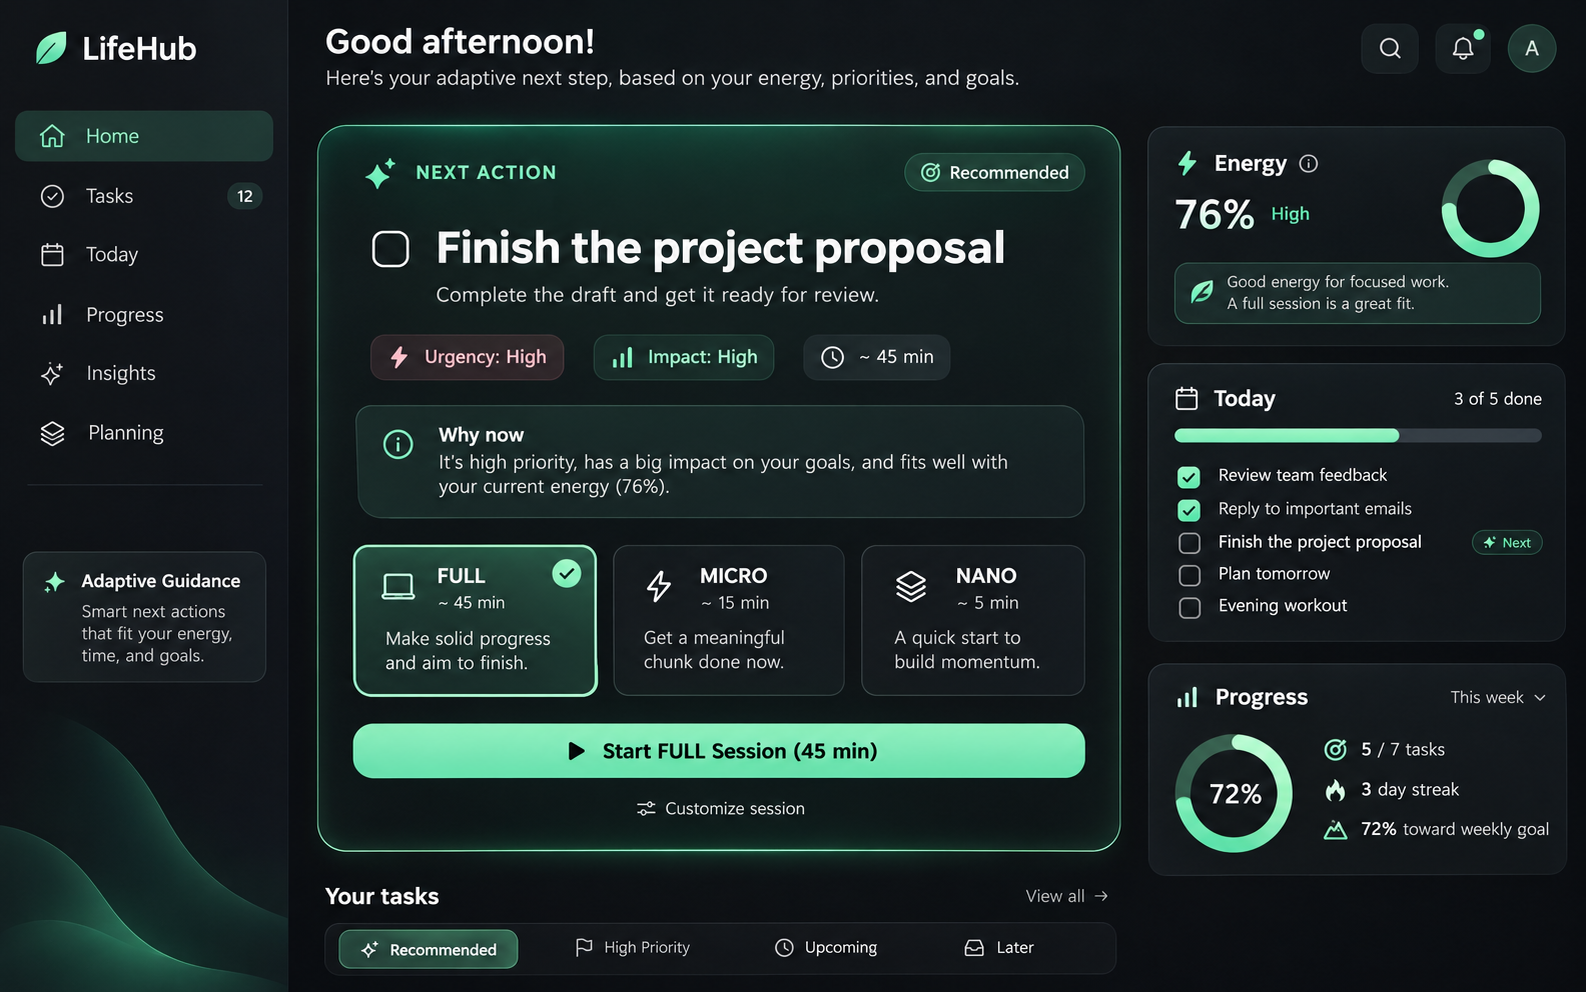 LifeHub
Home
Tasks
12
Today
Progress
Insights
Planning
Adaptive Guidance
Smart next actions
that fit your energy,
time, and goals.
Good afternoon!
Here's your adaptive next step, based on your energy, priorities, and goals.
A
NEXT ACTION
Recommended
Finish the project proposal
Complete the draft and get it ready for review.
Urgency: High
Impact: High
~ 45 min
Why now
It's high priority, has a big impact on your goals, and fits well with
your current energy (76%).
FULL
~ 45 min
Make solid progress
and aim to finish.
MICRO
~ 15 min
Get a meaningful
chunk done now.
NANO
~ 5 min
A quick start to
build momentum.
Start FULL Session (45 min)
Customize session
Your tasks
View all →
Recommended
High Priority
Upcoming
Later
Energy
76%
High
Good energy for focused work.
A full session is a great fit.
Today
3 of 5 done
Review team feedback
Reply to important emails
Finish the project proposal
Next
Plan tomorrow
Evening workout
Progress
This week
72%
5 / 7 tasks
3 day streak
72% toward weekly goal